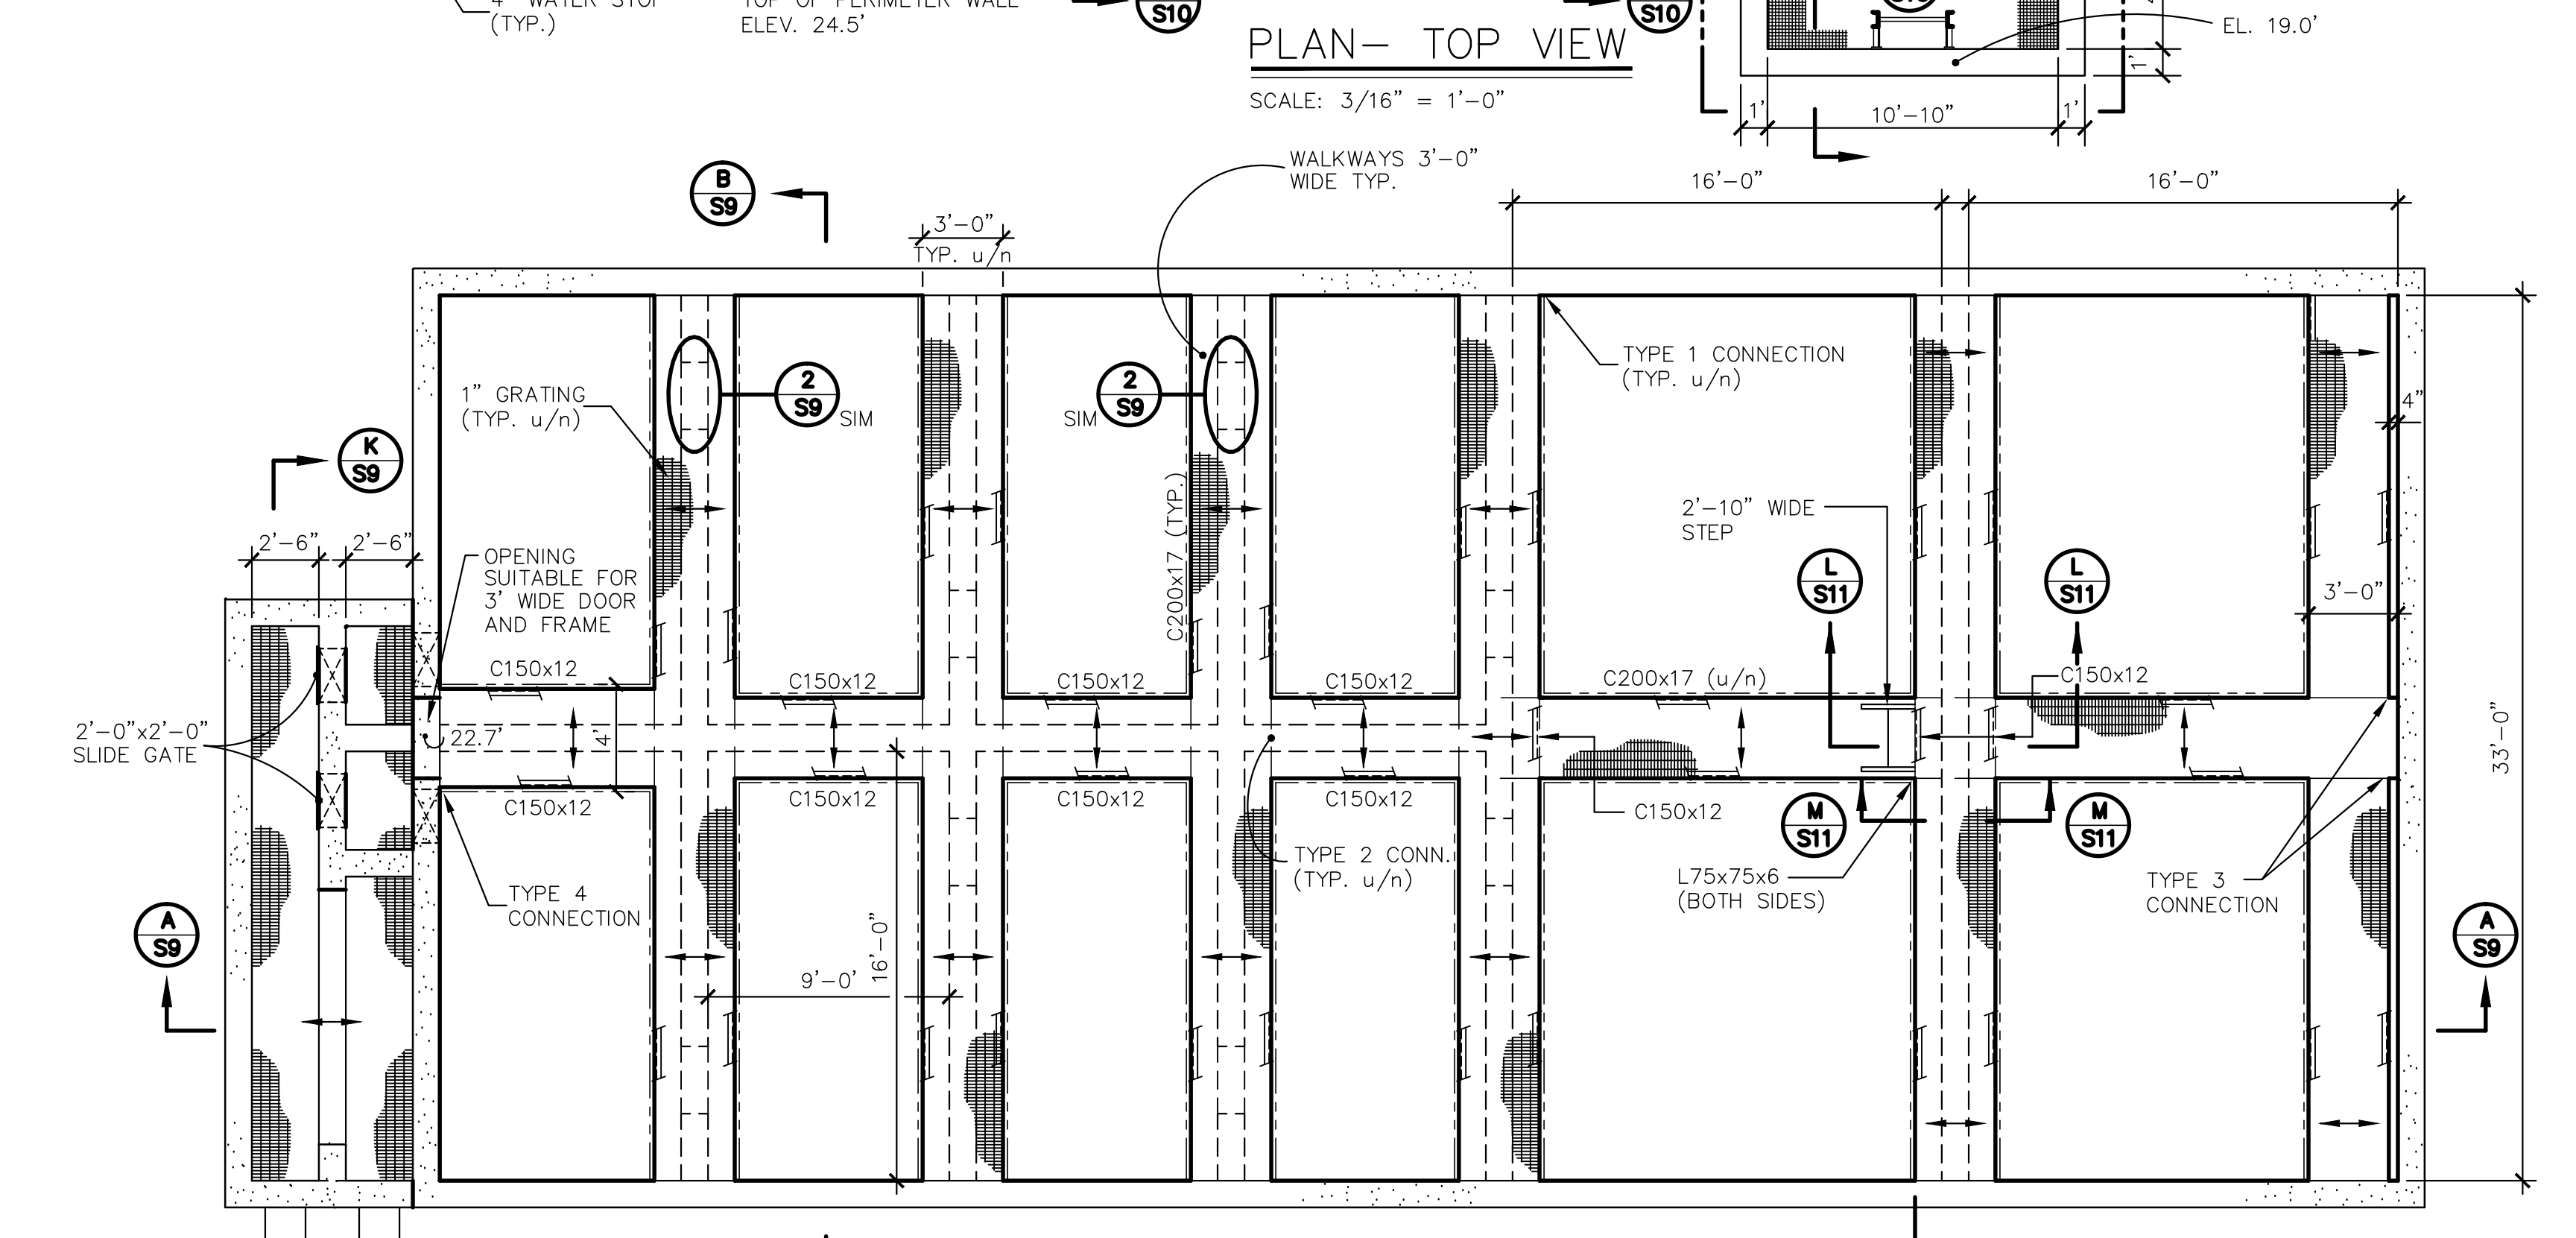 4" WATER STOP
(TYP.)
TOP OF PERIMETER WALL
ELEV. 24.5'
S10
S10
EL. 19.0'
1'
PLAN– TOP VIEW
SCALE: 3/16" = 1'-0"
1'
10'-10"
1'
WALKWAYS 3'-0"
WIDE TYP.
B
S9
16'-0"
16'-0"
3'-0"
TYP. u/n
TYPE 1 CONNECTION
(TYP. u/n)
1" GRATING
(TYP. u/n)
2
S9
SIM
SIM
2
S9
4"
K
S9
C200x17 (TYP.)
2'-10" WIDE
STEP
2'-6"
2'-6"
OPENING
SUITABLE FOR
3' WIDE DOOR
AND FRAME
L
S11
L
S11
3'-0"
C150x12
C150x12
C150x12
C150x12
C200x17 (u/n)
C150x12
2'-0"x2'-0"
SLIDE GATE
22.7'
4'
33'-0"
C150x12
C150x12
C150x12
C150x12
C150x12
M
S11
M
S11
TYPE 2 CONN.
(TYP. u/n)
L75x75x6
(BOTH SIDES)
TYPE 3
CONNECTION
TYPE 4
CONNECTION
A
S9
A
S9
16'-0"
9'-0'